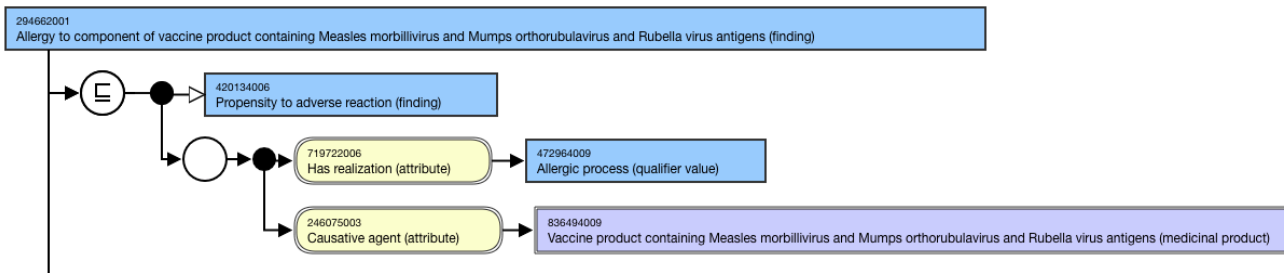 294662001
Allergy to component of vaccine product containing Measles morbillivirus and Mumps orthorubulavirus and Rubella virus antigens (finding)
⊑
420134006
Propensity to adverse reaction (finding)
719722006
Has realization (attribute)
472964009
Allergic process (qualifier value)
246075003
Causative agent (attribute)
836494009
Vaccine product containing Measles morbillivirus and Mumps orthorubulavirus and Rubella virus antigens (medicinal product)